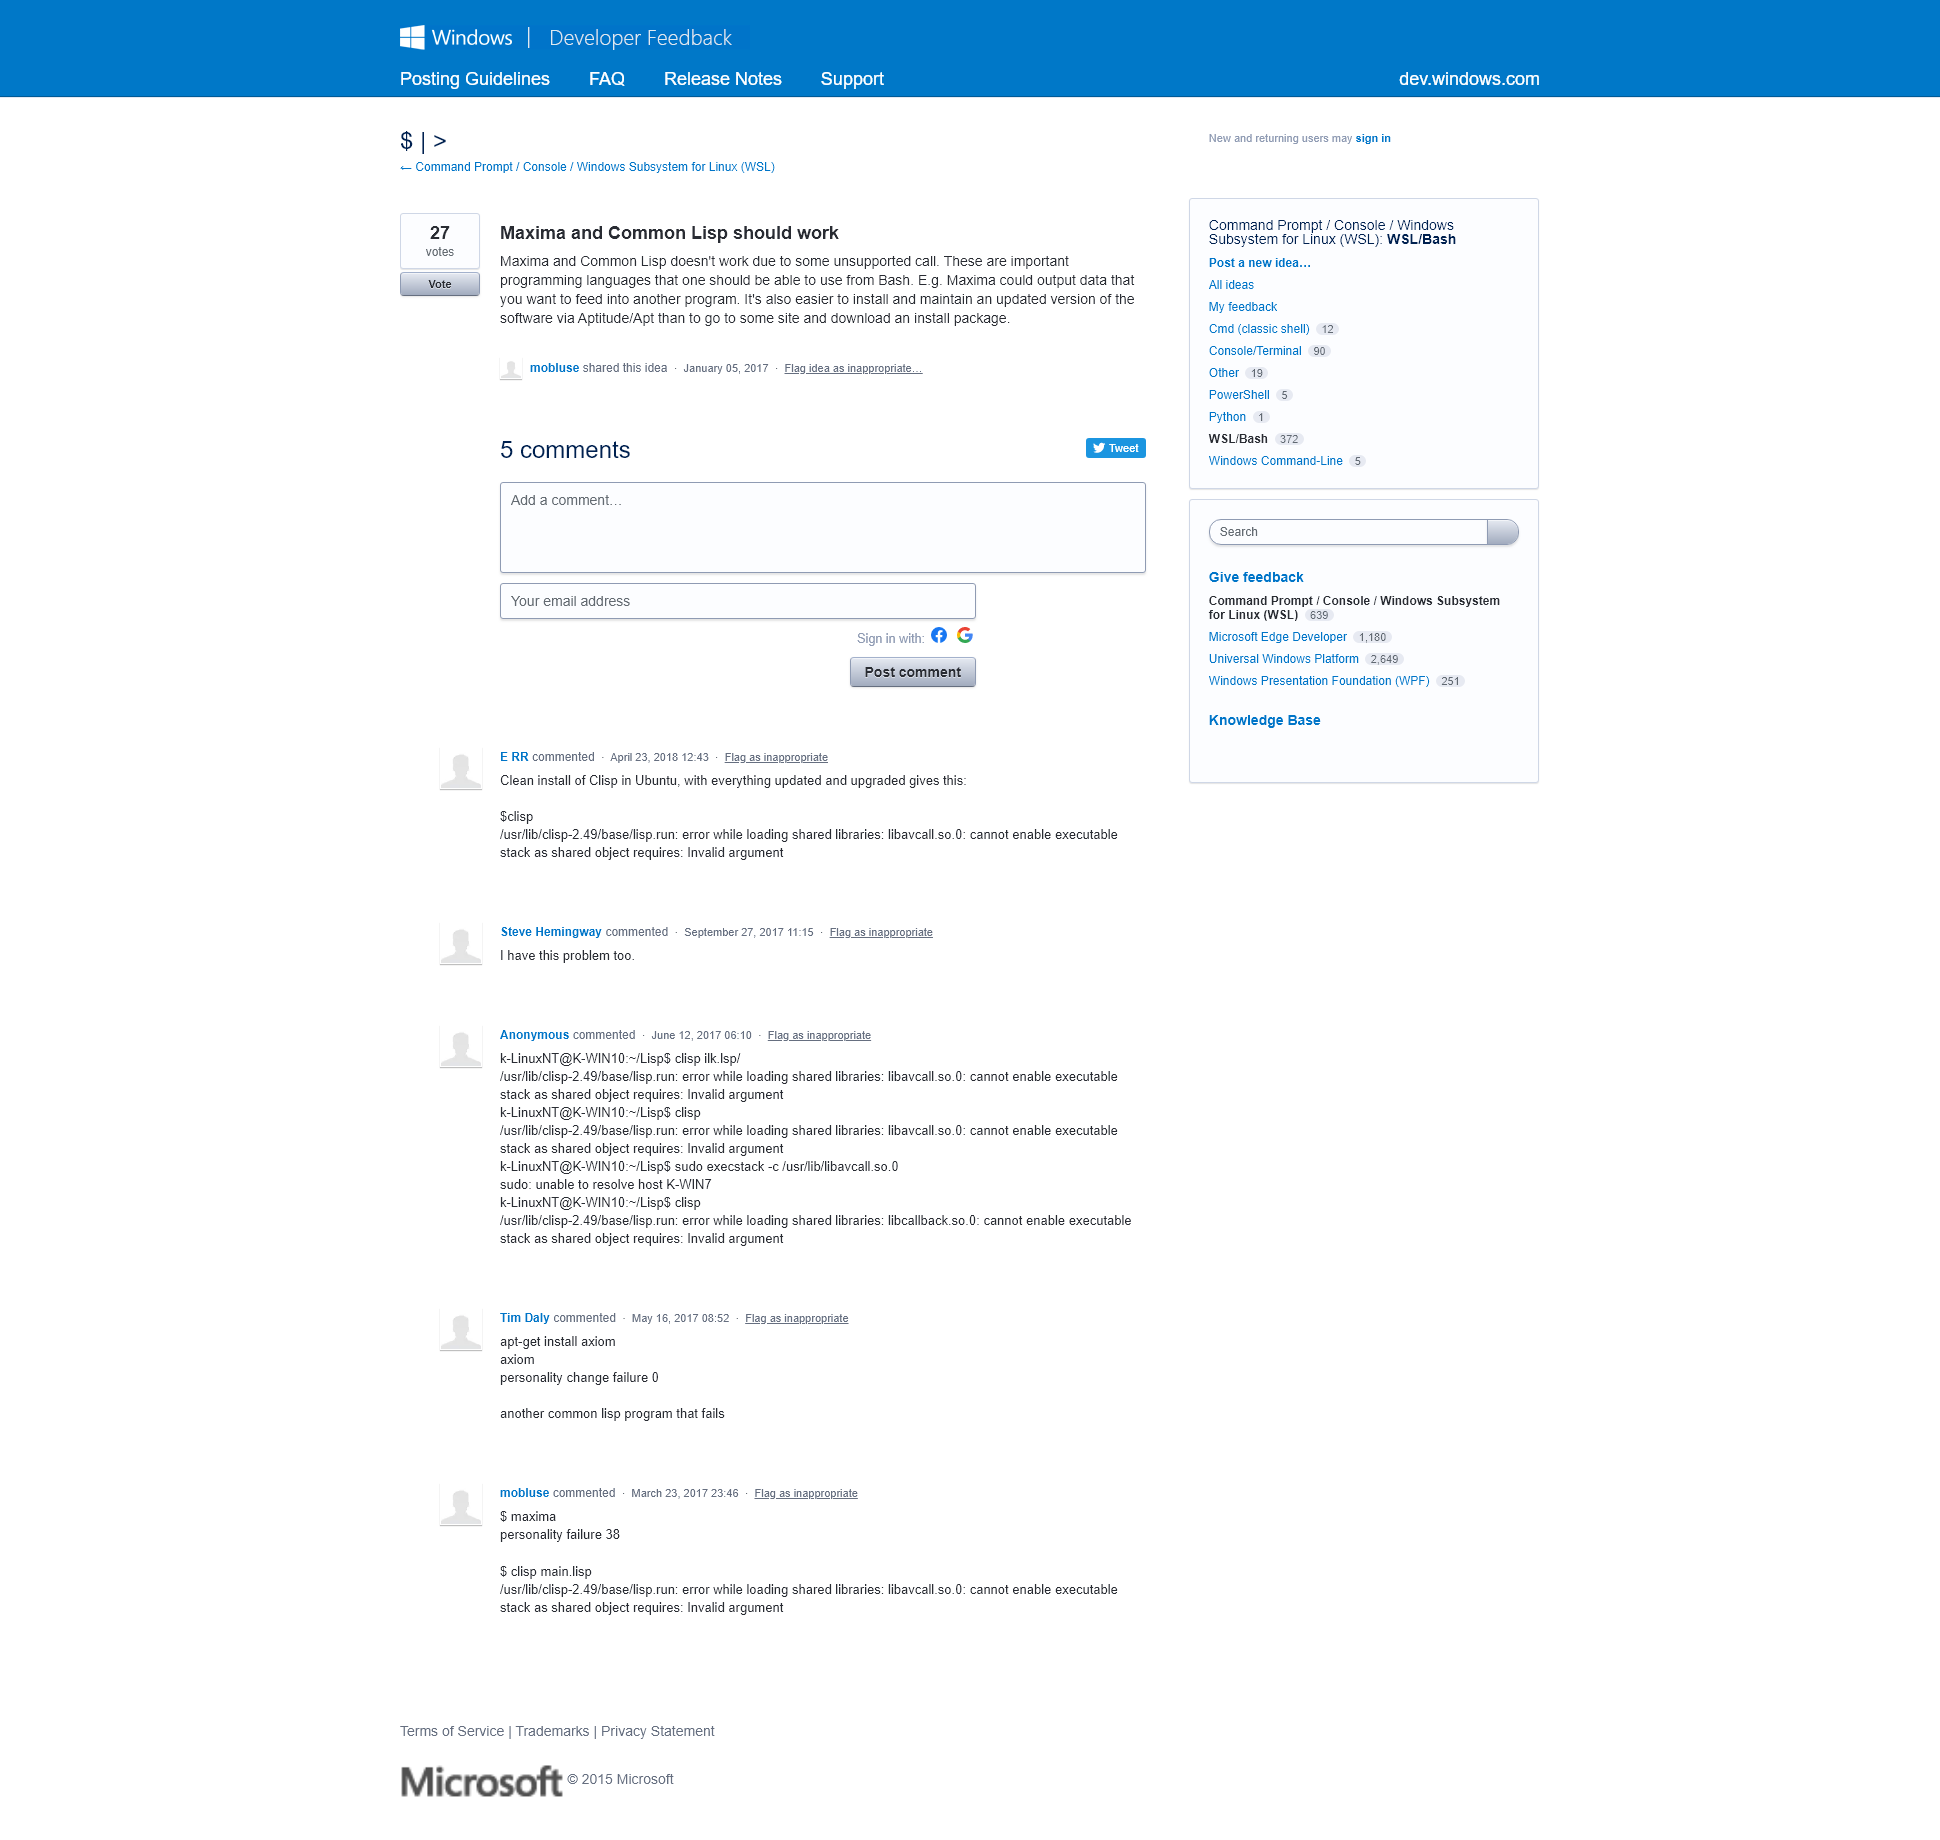 Windows | Developer Feedback
Posting Guidelines FAQ Release Notes Support dev.windows.com
$ | >
← Command Prompt / Console / Windows Subsystem for Linux (WSL)
New and returning users may sign in
27
votes
Vote
Maxima and Common Lisp should work
Maxima and Common Lisp doesn't work due to some unsupported call. These are important
programming languages that one should be able to use from Bash. E.g. Maxima could output data that
you want to feed into another program. It's also easier to install and maintain an updated version of the
software via Aptitude/Apt than to go to some site and download an install package.
mobluse shared this idea · January 05, 2017 · Flag idea as inappropriate…
5 comments
Tweet
Add a comment…
Your email address
Sign in with:
Post comment
E RR commented · April 23, 2018 12:43 · Flag as inappropriate
Clean install of Clisp in Ubuntu, with everything updated and upgraded gives this:
$clisp
/usr/lib/clisp-2.49/base/lisp.run: error while loading shared libraries: libavcall.so.0: cannot enable executable
stack as shared object requires: Invalid argument
Steve Hemingway commented · September 27, 2017 11:15 · Flag as inappropriate
I have this problem too.
Anonymous commented · June 12, 2017 06:10 · Flag as inappropriate
k-LinuxNT@K-WIN10:~/Lisp$ clisp ilk.lsp/
/usr/lib/clisp-2.49/base/lisp.run: error while loading shared libraries: libavcall.so.0: cannot enable executable
stack as shared object requires: Invalid argument
k-LinuxNT@K-WIN10:~/Lisp$ clisp
/usr/lib/clisp-2.49/base/lisp.run: error while loading shared libraries: libavcall.so.0: cannot enable executable
stack as shared object requires: Invalid argument
k-LinuxNT@K-WIN10:~/Lisp$ sudo execstack -c /usr/lib/libavcall.so.0
sudo: unable to resolve host K-WIN7
k-LinuxNT@K-WIN10:~/Lisp$ clisp
/usr/lib/clisp-2.49/base/lisp.run: error while loading shared libraries: libcallback.so.0: cannot enable executable
stack as shared object requires: Invalid argument
Tim Daly commented · May 16, 2017 08:52 · Flag as inappropriate
apt-get install axiom
axiom
personality change failure 0
another common lisp program that fails
mobluse commented · March 23, 2017 23:46 · Flag as inappropriate
$ maxima
personality failure 38
$ clisp main.lisp
/usr/lib/clisp-2.49/base/lisp.run: error while loading shared libraries: libavcall.so.0: cannot enable executable
stack as shared object requires: Invalid argument
Command Prompt / Console / Windows
Subsystem for Linux (WSL): WSL/Bash
Post a new idea…
All ideas
My feedback
Cmd (classic shell) 12
Console/Terminal 90
Other 19
PowerShell 5
Python 1
WSL/Bash 372
Windows Command-Line 5
Search
Give feedback
Command Prompt / Console / Windows Subsystem
for Linux (WSL) 639
Microsoft Edge Developer 1,180
Universal Windows Platform 2,649
Windows Presentation Foundation (WPF) 251
Knowledge Base
Terms of Service | Trademarks | Privacy Statement
Microsoft © 2015 Microsoft